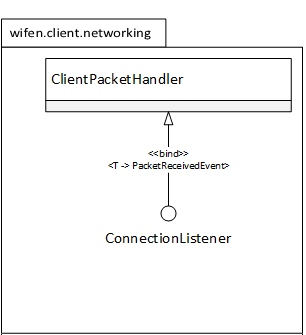 wifen.client.networking
ClientPacketHandler
<<bind>>
<T -> PacketReceivedEvent>
ConnectionListener